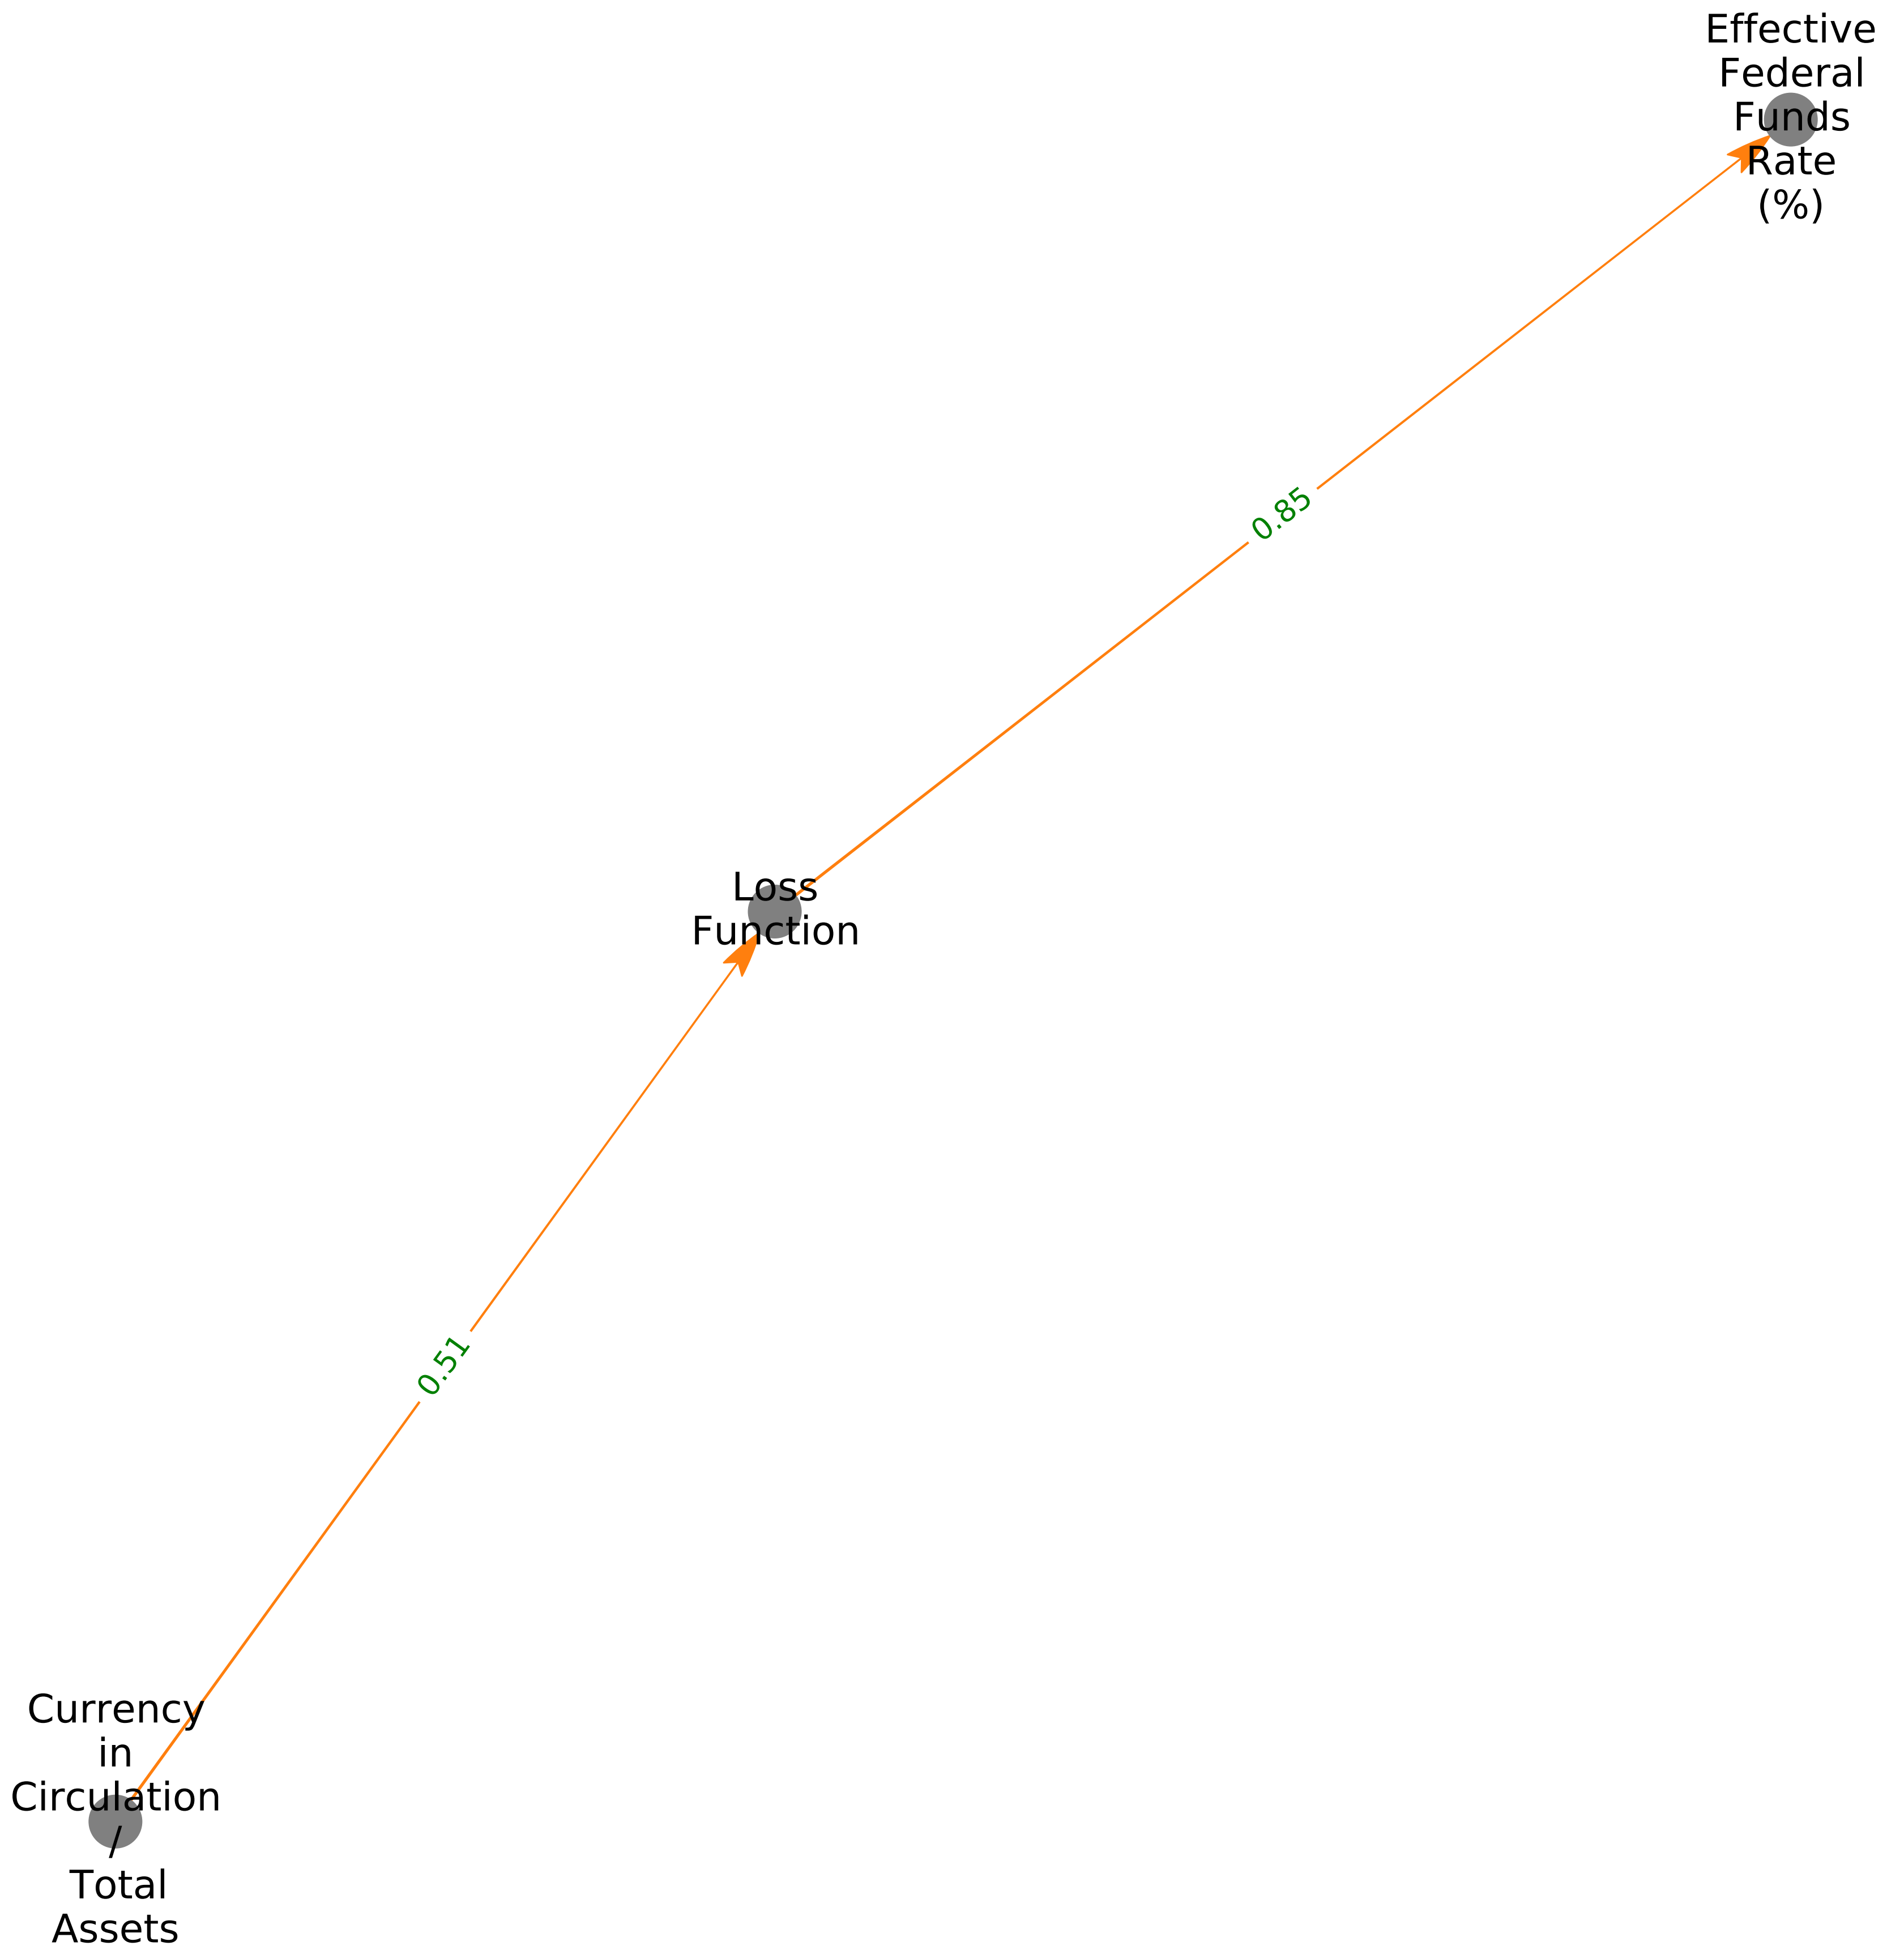 Effective
Federal
Funds
Rate
(%)
0.85
Loss
Function
0.51
Currency
in
Circulation
/
Total
Assets